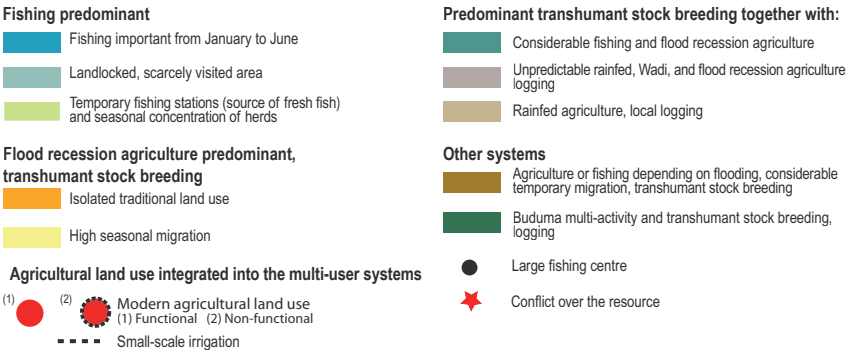 Fishing predominant
Fishing important from January to June
Landlocked, scarcely visited area
Temporary fishing stations (source of fresh fish)
and seasonal concentration of herds
Flood recession agriculture predominant,
transhumant stock breeding
Isolated traditional land use
High seasonal migration
Agricultural land use integrated into the multi-user systems
(1) (2) Modern agricultural land use
(1) Functional (2) Non-functional
Small-scale irrigation
Predominant transhumant stock breeding together with:
Considerable fishing and flood recession agriculture
Unpredictable rainfed, Wadi, and flood recession agriculture
logging
Rainfed agriculture, local logging
Other systems
Agriculture or fishing depending on flooding, considerable
temporary migration, transhumant stock breeding
Buduma multi-activity and transhumant stock breeding,
logging
Large fishing centre
Conflict over the resource